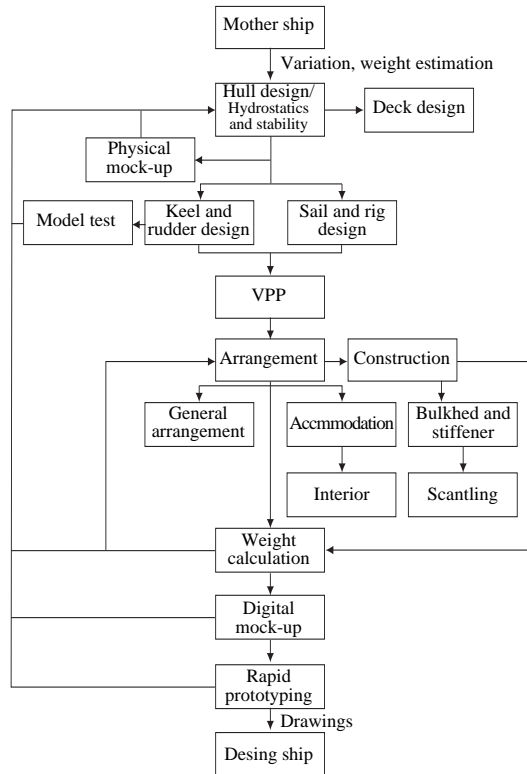 Mother ship
Variation, weight estimation
Hull design/
Hydrostatics
and stability
Deck design
Physical
mock-up
Model test
Keel and
rudder design
Sail and rig
design
VPP
Arrangement
Construction
General
arrangement
Accmmodation
Bulkhed and
stiffener
Interior
Scantling
Weight
calculation
Digital
mock-up
Rapid
prototyping
Drawings
Desing ship